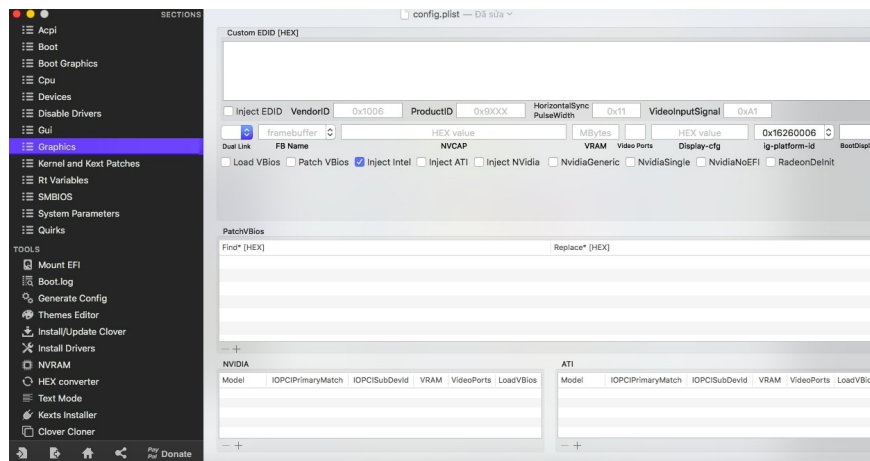 SECTIONS
config.plist — Đã sửa
Acpi
Boot
Boot Graphics
Cpu
Devices
Disable Drivers
Gui
Graphics
Kernel and Kext Patches
Rt Variables
SMBIOS
System Parameters
Quirks
TOOLS
Mount EFI
Boot.log
Generate Config
Themes Editor
Install/Update Clover
Install Drivers
NVRAM
HEX converter
Text Mode
Kexts Installer
Clover Cloner
Pay Pal Donate
Custom EDID [HEX]
Inject EDID VendorID 0x1006 ProductID 0x9XXX HorizontalSync PulseWidth 0x11 VideoInputSignal 0xA1
framebuffer HEX value MBytes HEX value 0x16260006
Dual Link FB Name NVCAP VRAM Video Ports Display-cfg ig-platform-id BootDispl
Load VBios Patch VBios Inject Intel Inject ATI Inject NVidia NvidiaGeneric NvidiaSingle NvidiaNoEFI RadeonDeInit
PatchVBios
Find* [HEX] Replace* [HEX]
NVIDIA
Model IOPCIPrimaryMatch IOPCISubDevId VRAM VideoPorts LoadVBios
ATI
Model IOPCIPrimaryMatch IOPCISubDevId VRAM VideoPorts LoadVBio